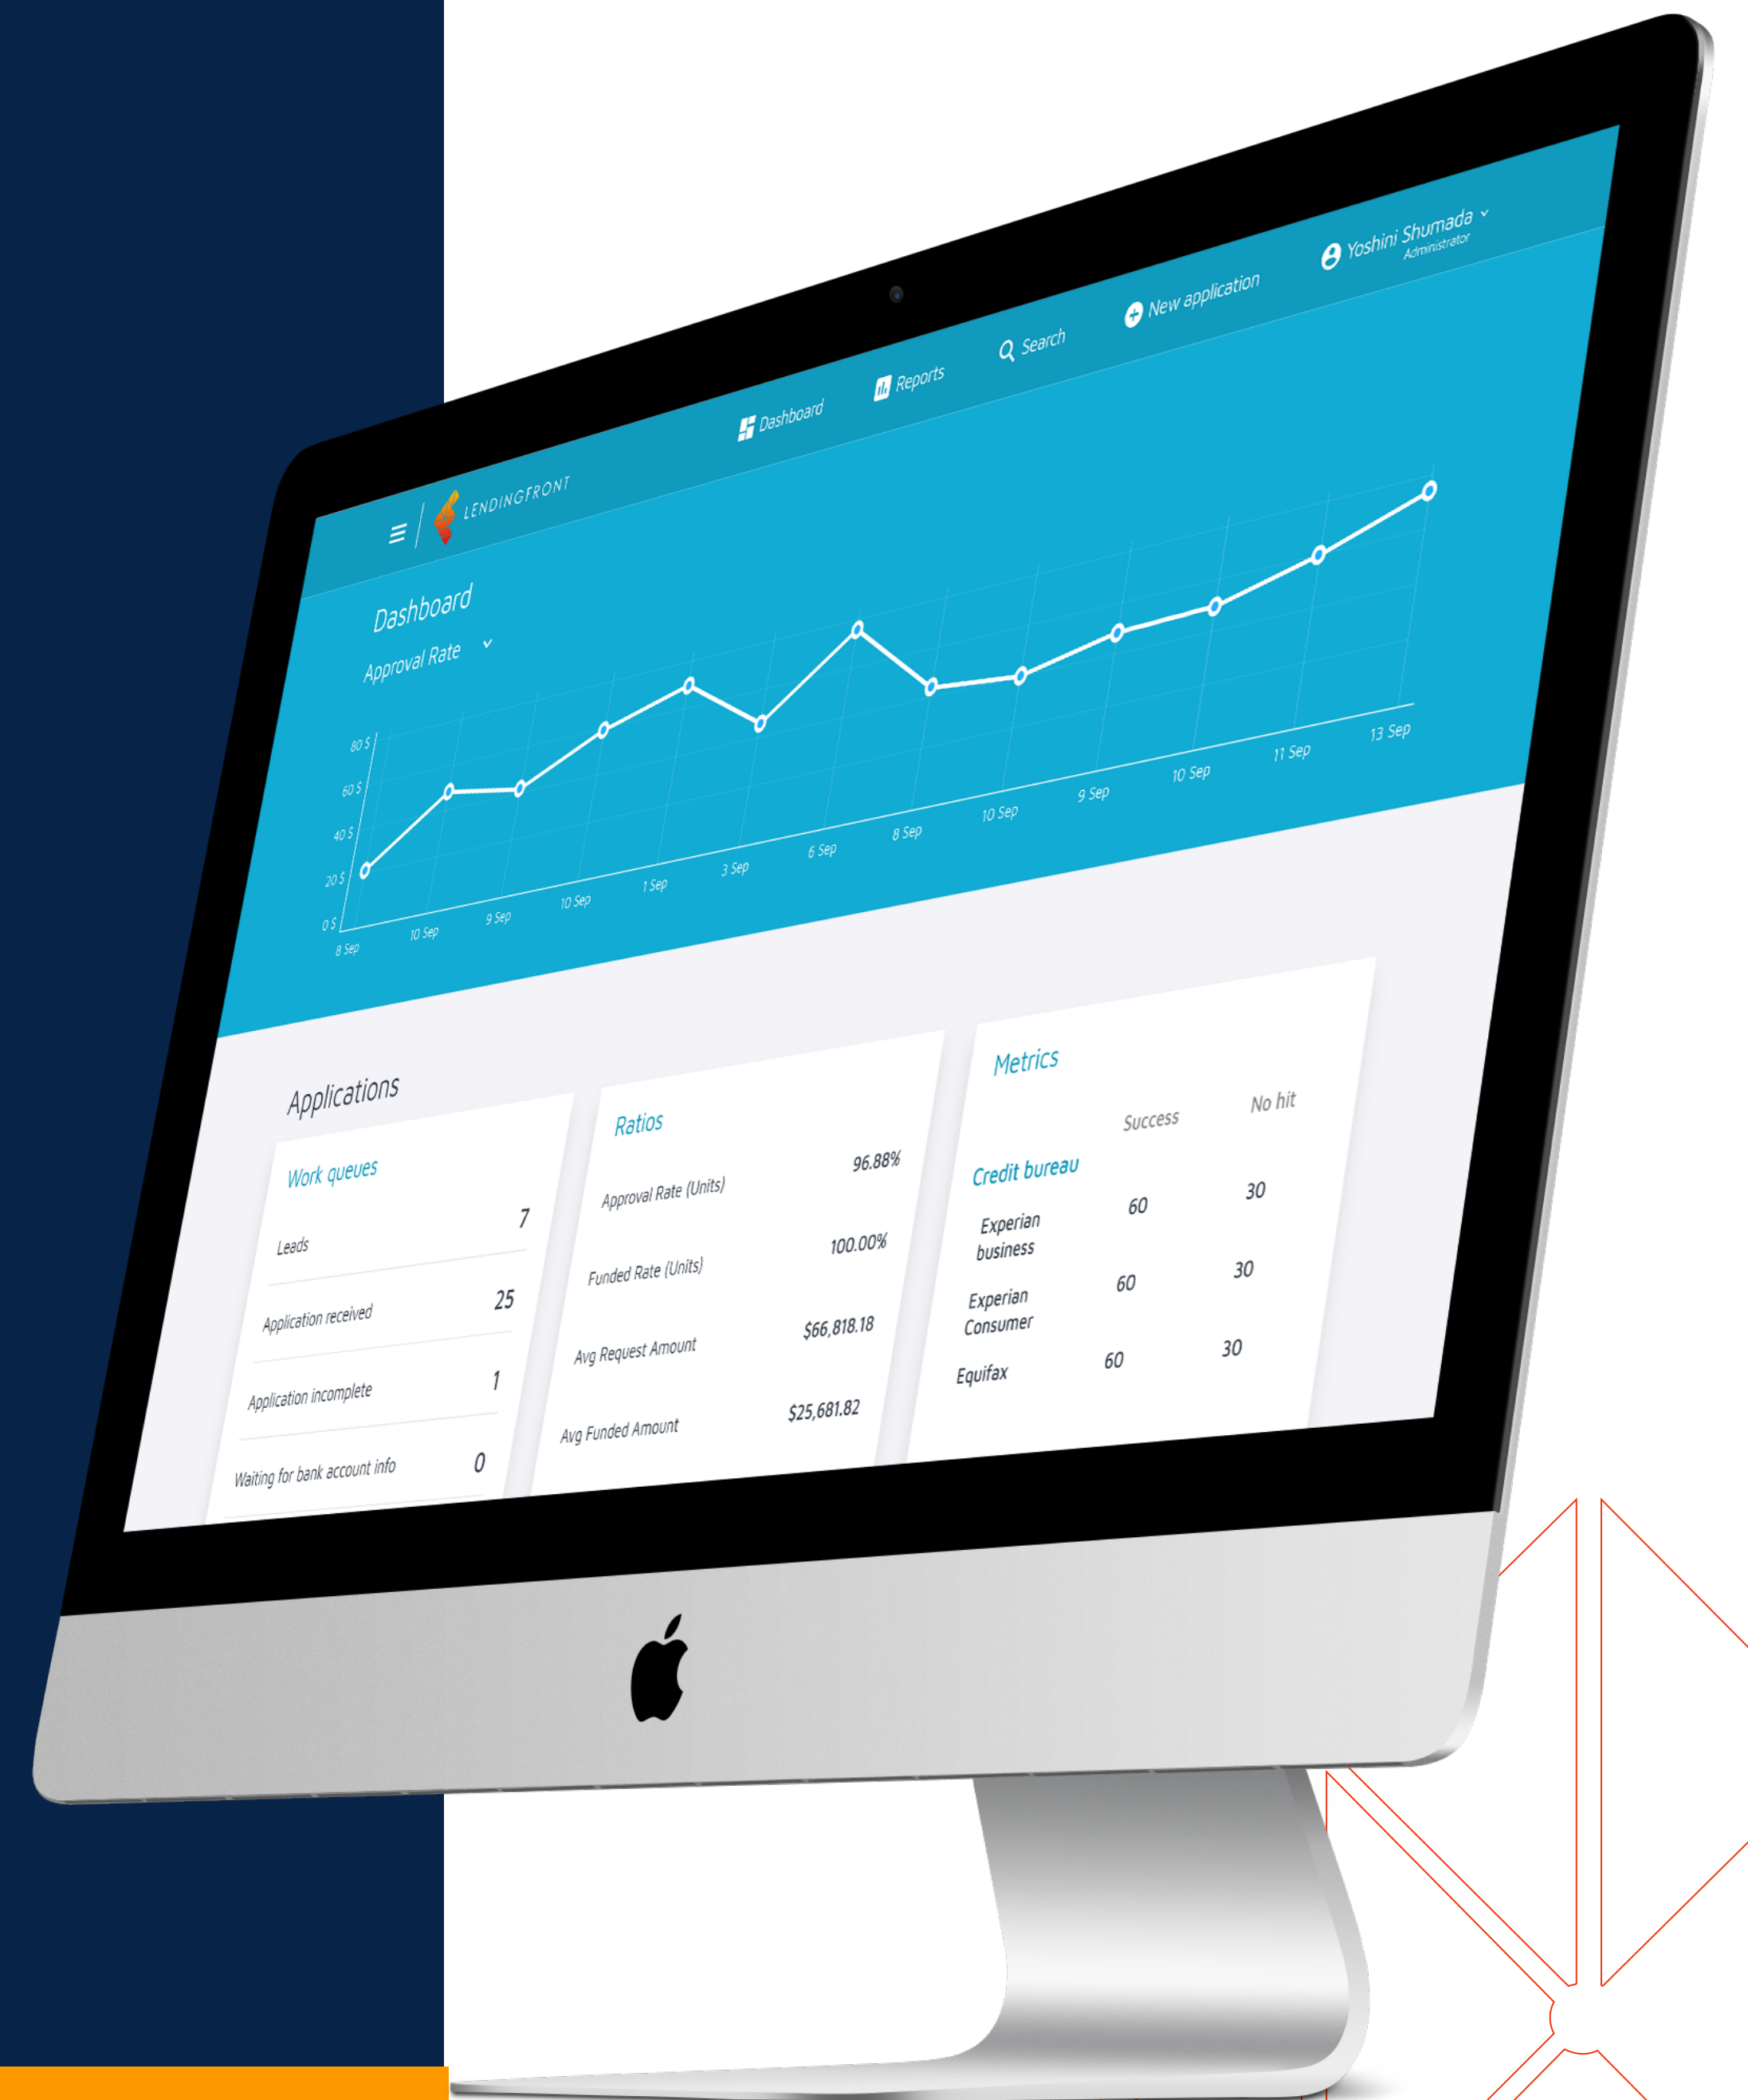 LENDINGFRONT
Dashboard
Reports
Search
New application
Yoshini Shumada
Administrator
Dashboard
Approval Rate
80 $
60 $
40 $
20 $
0 $
8 Sep
10 Sep
9 Sep
10 Sep
1 Sep
3 Sep
6 Sep
8 Sep
10 Sep
9 Sep
10 Sep
11 Sep
13 Sep
Applications
Work queues
Leads 7
Application received 25
Application incomplete 1
Waiting for bank account info 0
Ratios
Approval Rate (Units) 96.88%
Funded Rate (Units) 100.00%
Avg Request Amount $66,818.18
Avg Funded Amount $25,681.82
Metrics
Success No hit
Credit bureau
Experian
business 60 30
Experian
Consumer 60 30
Equifax 60 30